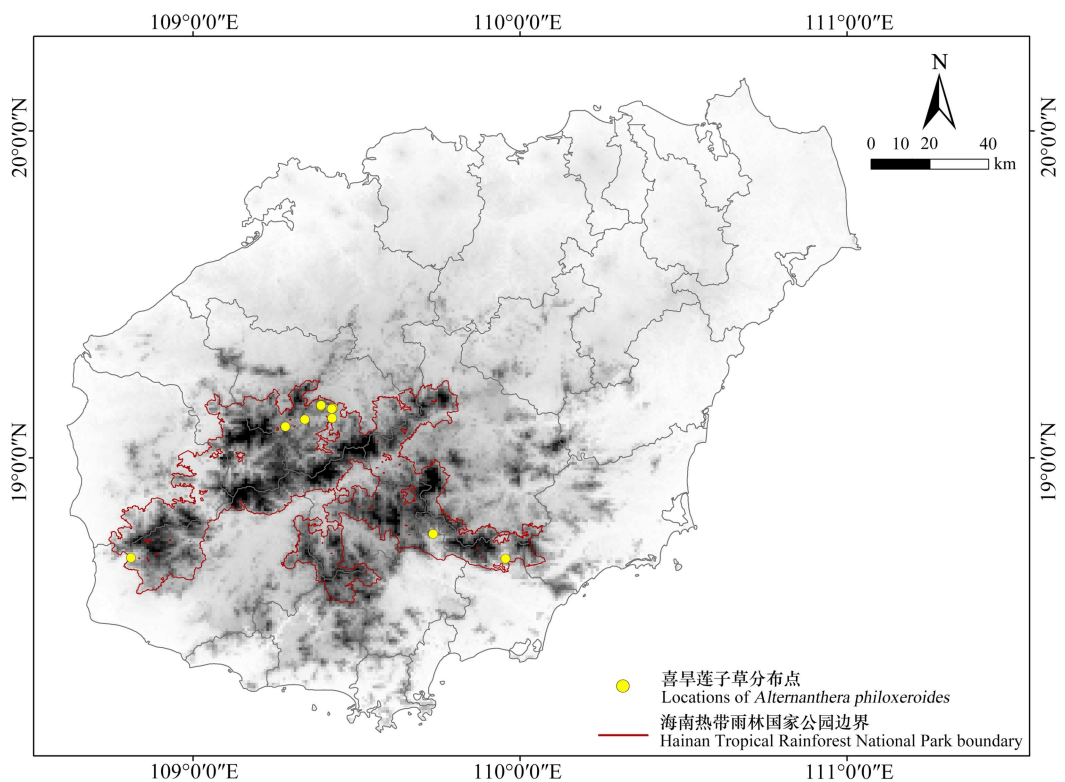 109°0′0″E 110°0′0″E 111°0′0″E
N
0 10 20 40
km
20°0′0″N 20°0′0″N
19°0′0″N 19°0′0″N
喜旱莲子草分布点
Locations of Alternanthera philoxeroides
海南热带雨林国家公园边界
Hainan Tropical Rainforest National Park boundary
109°0′0″E 110°0′0″E 111°0′0″E